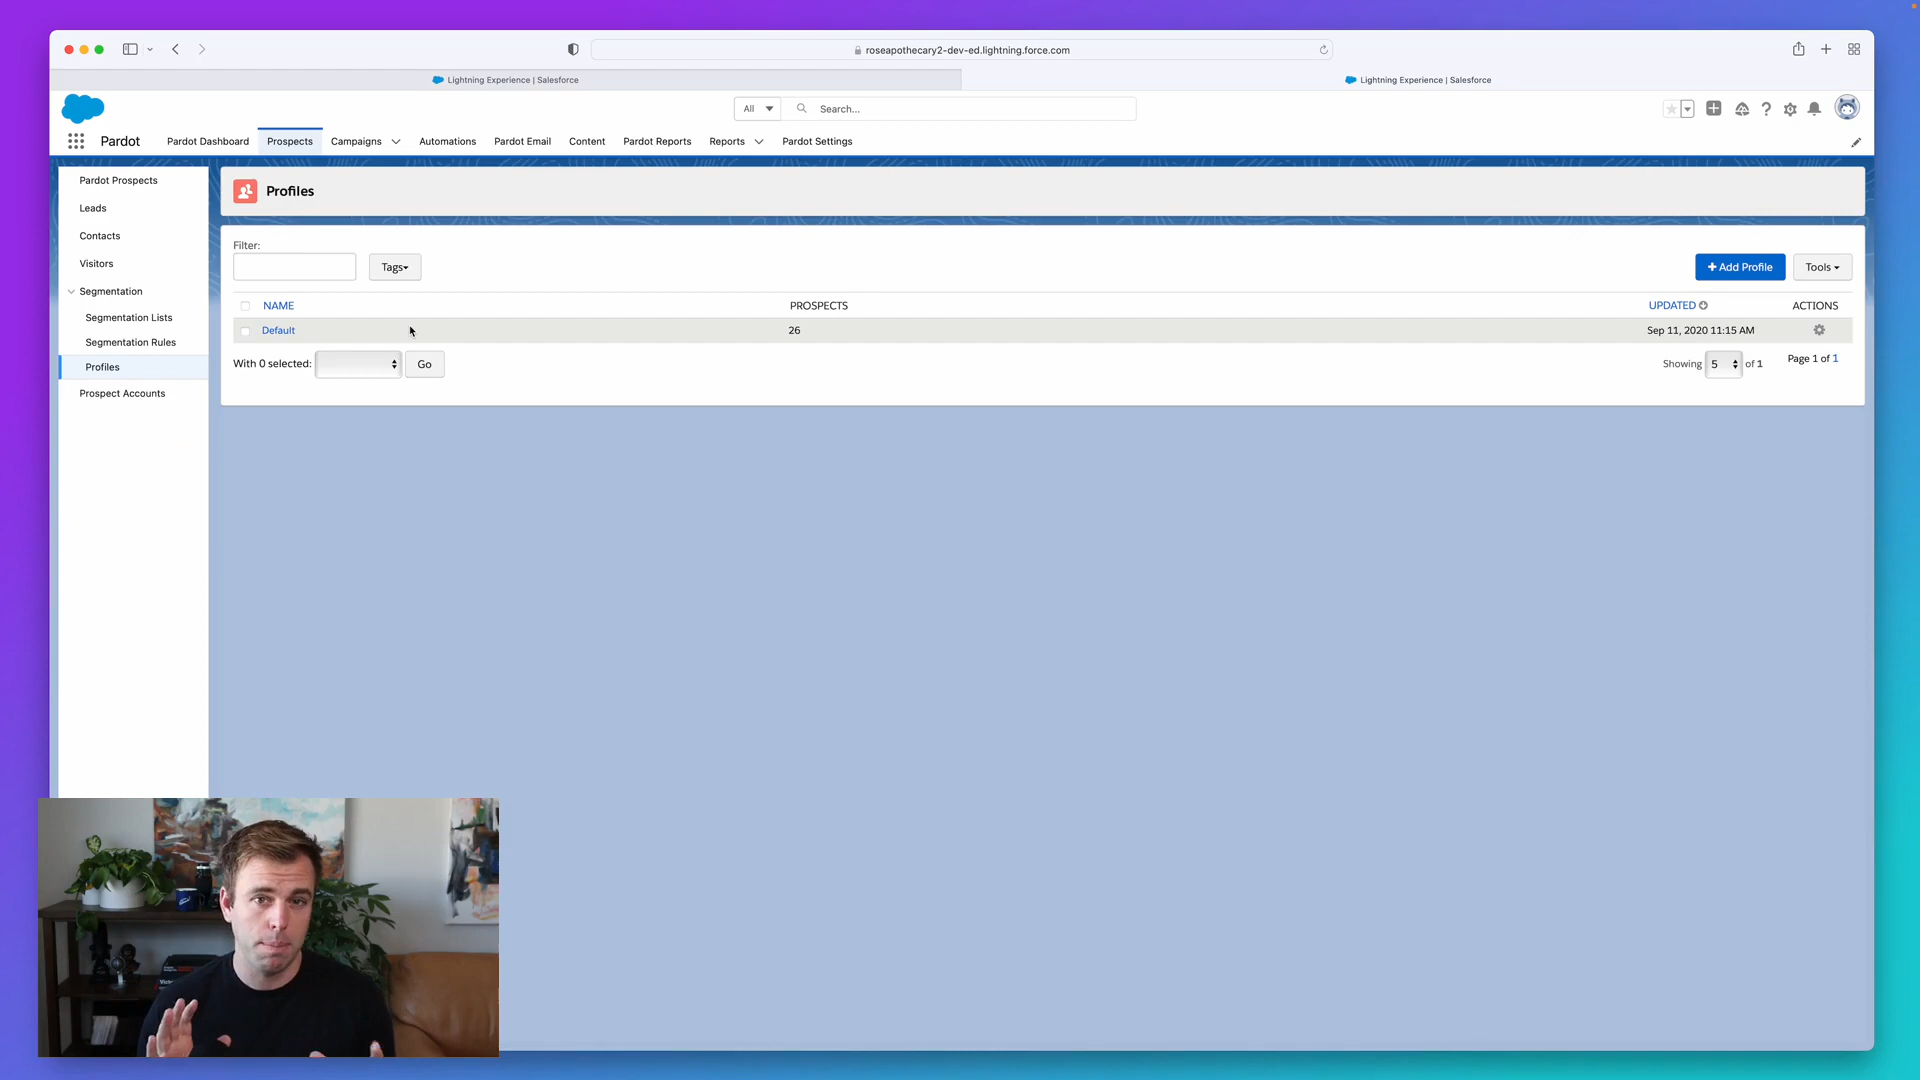 roseapothecary2-dev-ed.lightning.force.com
Lightning Experience | Salesforce
Lightning Experience | Salesforce
All
Search...
Pardot
Pardot Dashboard
Prospects
Campaigns
Automations
Pardot Email
Content
Pardot Reports
Reports
Pardot Settings
Pardot Prospects
Leads
Contacts
Visitors
Segmentation
Segmentation Lists
Segmentation Rules
Profiles
Prospect Accounts
Profiles
Filter:
Tags
+ Add Profile
Tools
NAME PROSPECTS UPDATED ACTIONS
Default 26 Sep 11, 2020 11:15 AM
With 0 selected: Go
Showing 5 of 1 Page 1 of 1